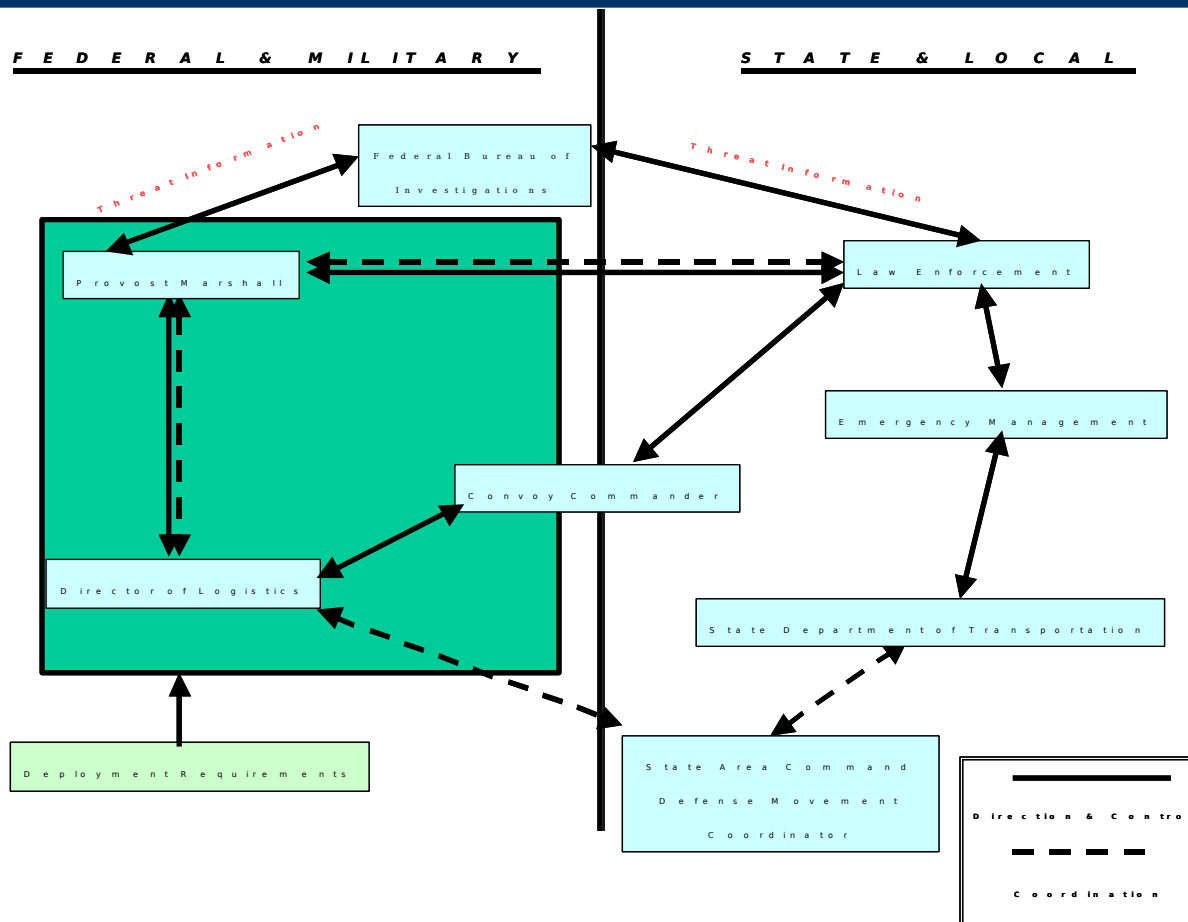 FEDERAL & MILITARY
STATE & LOCAL
Threat Information
Federal Bureau of
Investigations
Threat Information
Provost Marshall
Law Enforcement
Emergency Management
Convoy Commander
Director of Logistics
State Department of Transportation
Deployment Requirements
State Area Command
Defense Movement
Coordinator
Direction & Contro
Coordination